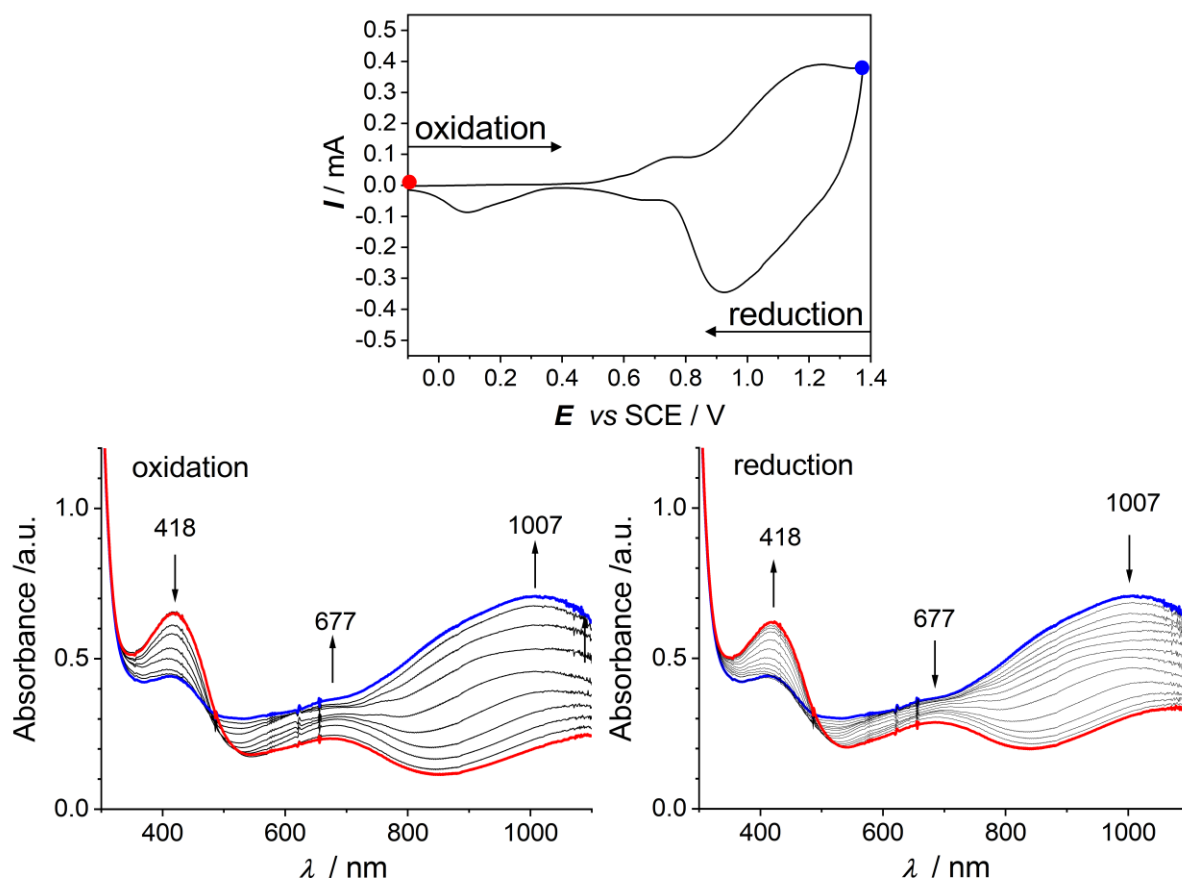 0.5
0.4
0.3
0.2
0.1
0.0
-0.1
-0.2
-0.3
-0.4
-0.5
I / mA
oxidation
reduction
0.0 0.2 0.4 0.6 0.8 1.0 1.2 1.4
E vs SCE / V
oxidation
418
677
1007
1.0
0.5
0.0
Absorbance /a.u.
400 600 800 1000
λ / nm
reduction
418
677
1007
1.0
0.5
0.0
Absorbance /a.u.
400 600 800 1000
λ / nm